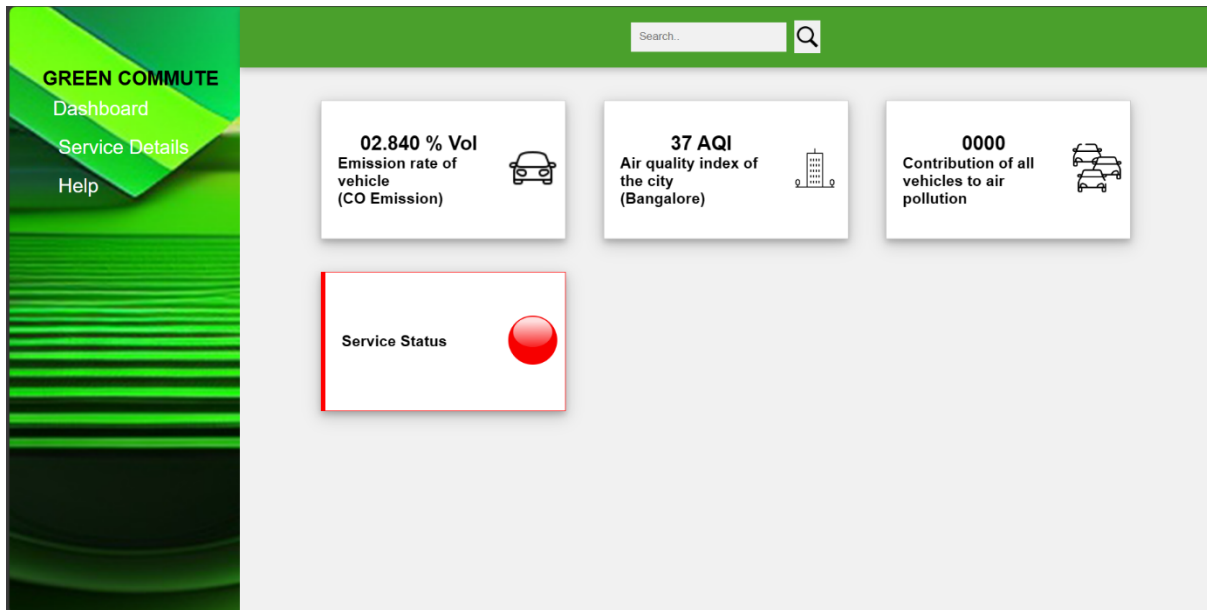 Search..
GREEN COMMUTE
Dashboard
Service Details
Help
02.840 % Vol
Emission rate of
vehicle
(CO Emission)
37 AQI
Air quality index of
the city
(Bangalore)
0000
Contribution of all
vehicles to air
pollution
Service Status